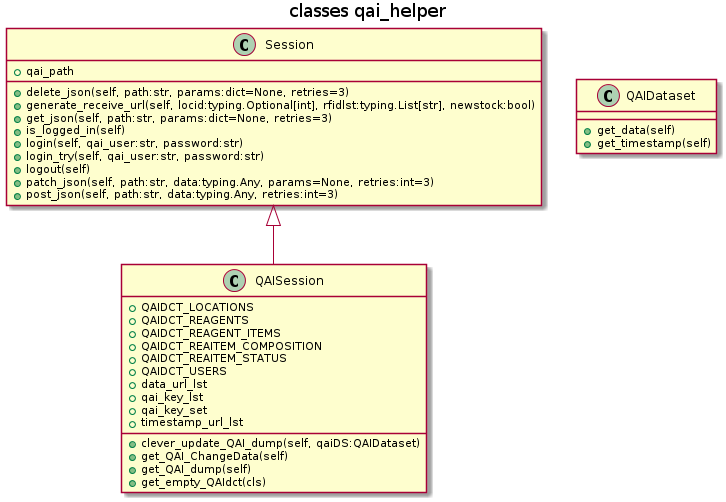 classes qai_helper
C Session
qai_path
delete_json(self, path:str, params:dict=None, retries=3)
generate_receive_url(self, locid:typing.Optional[int], rfidlst:typing.List[str], newstock:bool)
get_json(self, path:str, params:dict=None, retries=3)
is_logged_in(self)
login(self, qai_user:str, password:str)
login_try(self, qai_user:str, password:str)
logout(self)
patch_json(self, path:str, data:typing.Any, params=None, retries:int=3)
post_json(self, path:str, data:typing.Any, retries:int=3)
C QAIDataset
get_data(self)
get_timestamp(self)
C QAISession
QAIDCT_LOCATIONS
QAIDCT_REAGENTS
QAIDCT_REAGENT_ITEMS
QAIDCT_REAITEM_COMPOSITION
QAIDCT_REAITEM_STATUS
QAIDCT_USERS
data_url_lst
qai_key_lst
qai_key_set
timestamp_url_lst
clever_update_QAI_dump(self, qaiDS:QAIDataset)
get_QAI_ChangeData(self)
get_QAI_dump(self)
get_empty_QAIdct(cls)